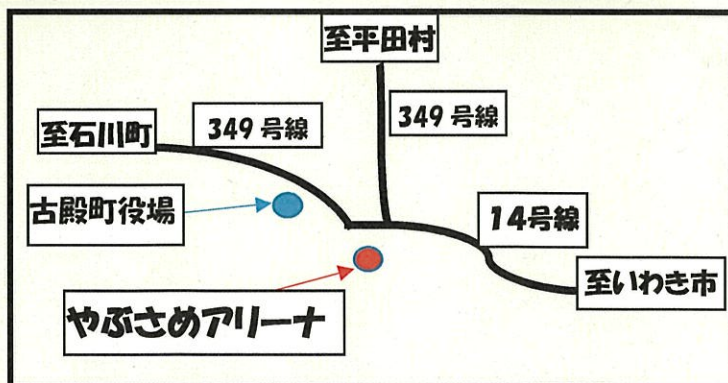 至平田村
349 号線
349 号線
至石川町
古殿町役場
14号線
至いわき市
やぶさめアリーナ